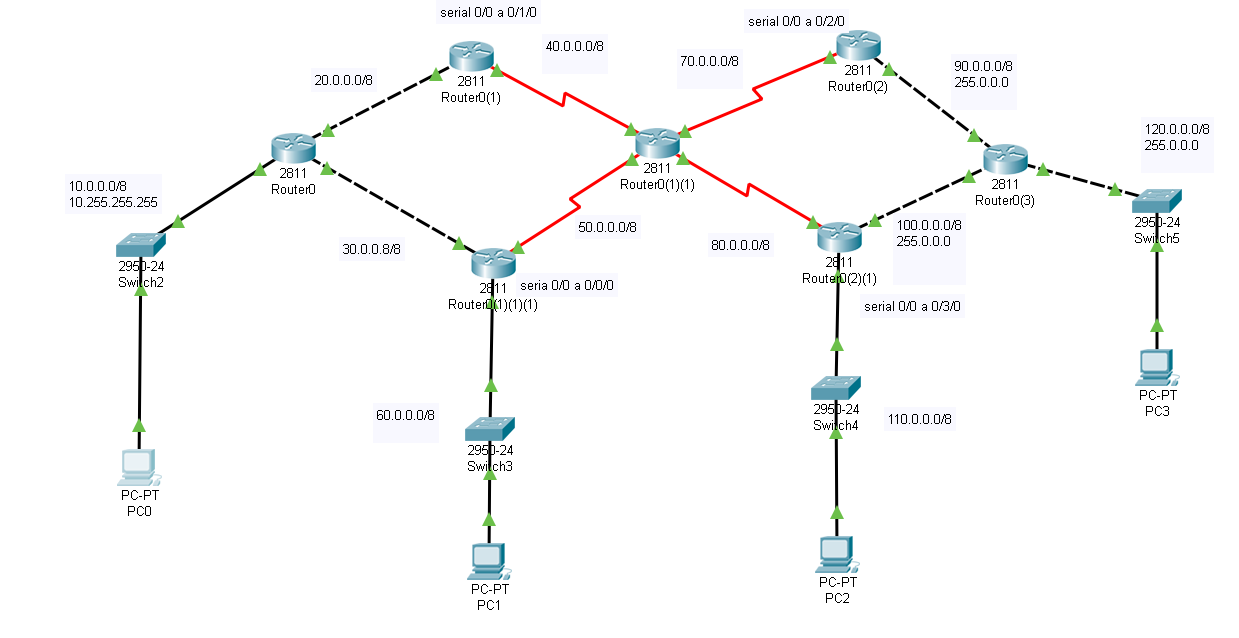 serial 0/0 a 0/1/0
serial 0/0 a 0/2/0
40.0.0.0/8
70.0.0.0/8
20.0.0.0/8
2811
Router0(1)
2811
Router0(2)
90.0.0.0/8
255.0.0.0
120.0.0.0/8
255.0.0.0
2811
Router0
2811
Router0(1)(1)
2811
Router0(3)
10.0.0.0/8
10.255.255.255
30.0.0.8/8
50.0.0.0/8
80.0.0.0/8
100.0.0.0/8
255.0.0.0
2950-24
Switch5
2950-24
Switch2
2811
Router0(1)(1)(1)
seria 0/0 a 0/0/0
2811
Router0(2)(1)
serial 0/0 a 0/3/0
60.0.0.0/8
2950-24
Switch3
2950-24
Switch4
110.0.0.0/8
PC-PT
PC3
PC-PT
PC0
PC-PT
PC1
PC-PT
PC2